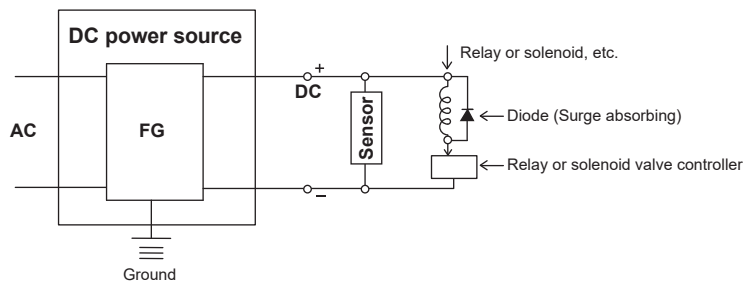 DC power source
Relay or solenoid, etc.
+
DC
AC
FG
Sensor
Diode (Surge absorbing)
Relay or solenoid valve controller
−
Ground